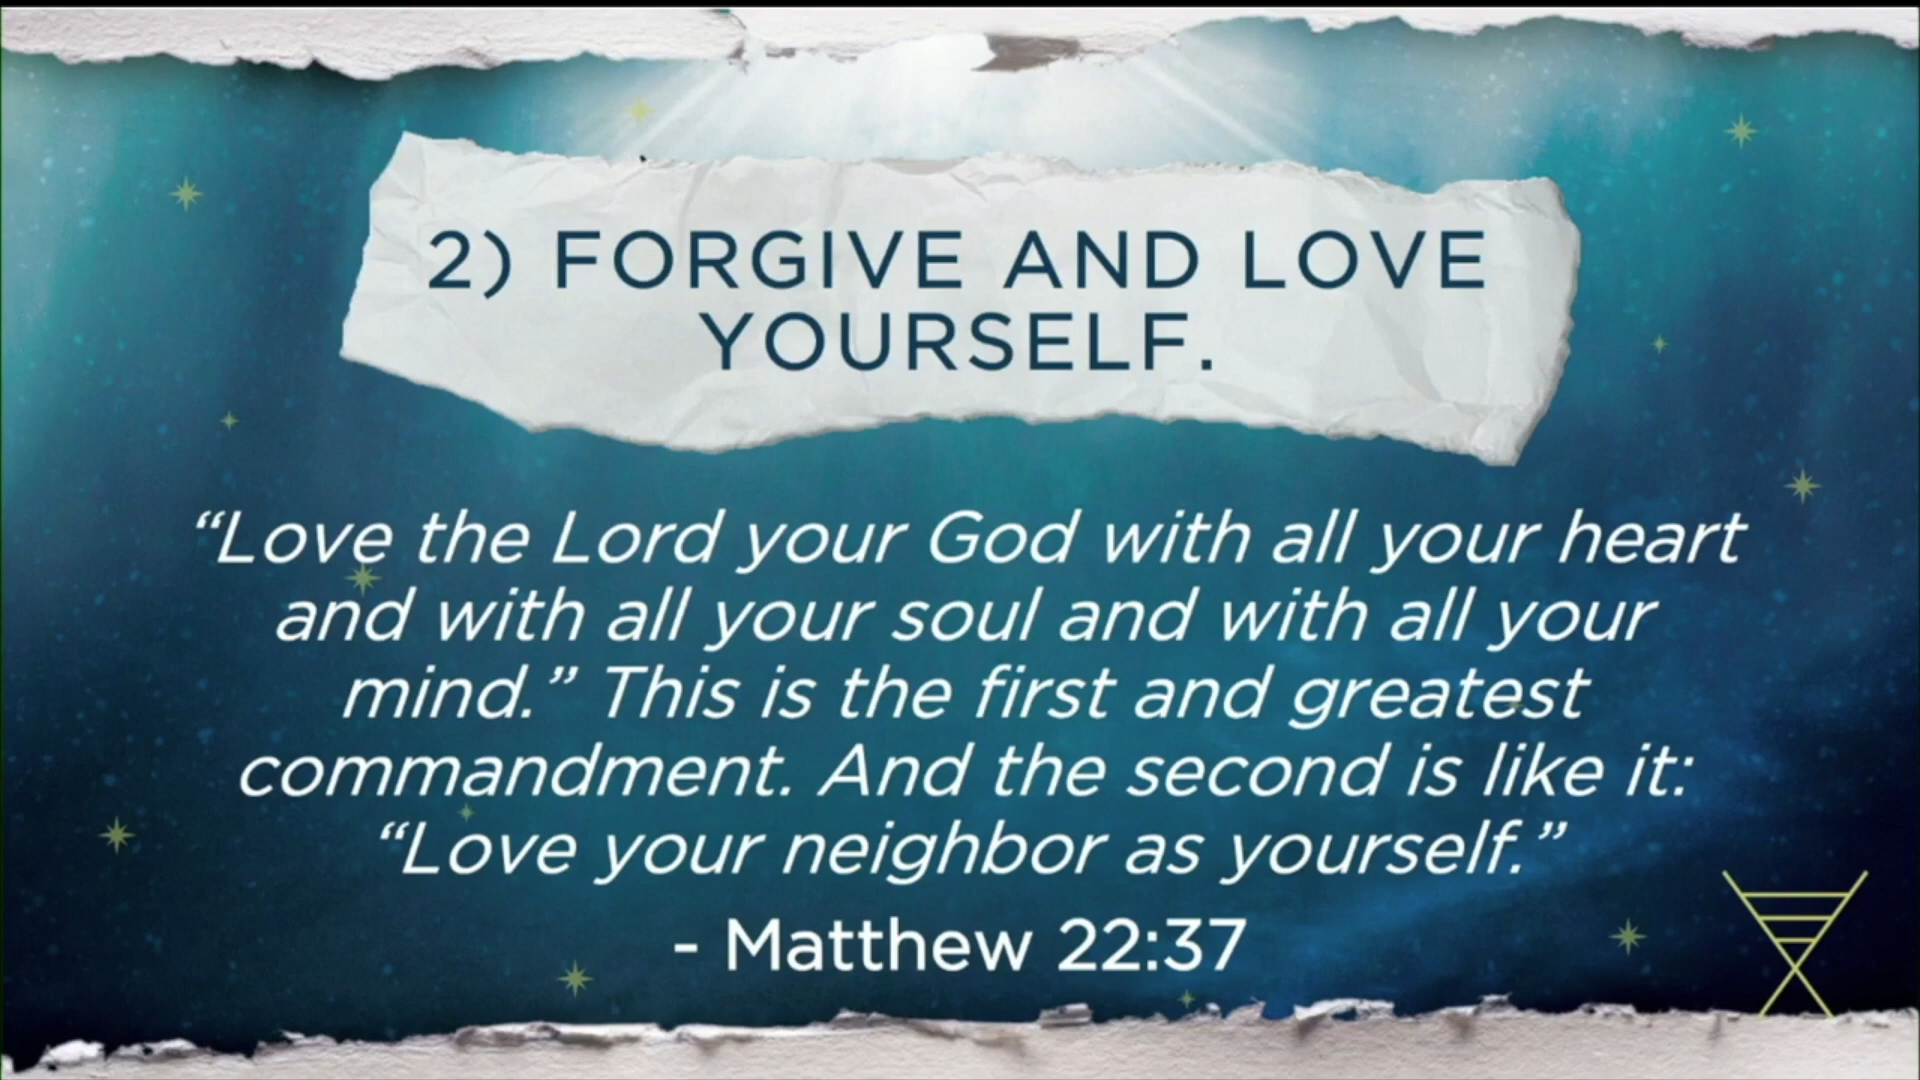 2) FORGIVE AND LOVE
YOURSELF.
“Love the Lord your God with all your heart
and with all your soul and with all your
mind.” This is the first and greatest
commandment. And the second is like it:
“Love your neighbor as yourself.”
- Matthew 22:37